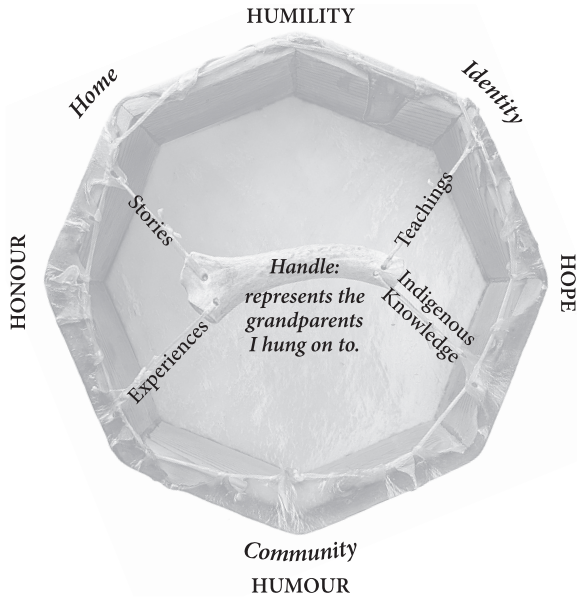 HUMILITY
Home
Identity
Stories
Teachings
HONOUR
HOPE
Handle:
represents the
grandparents
I hung on to.
Indigenous
Knowledge
Experiences
Community
HUMOUR